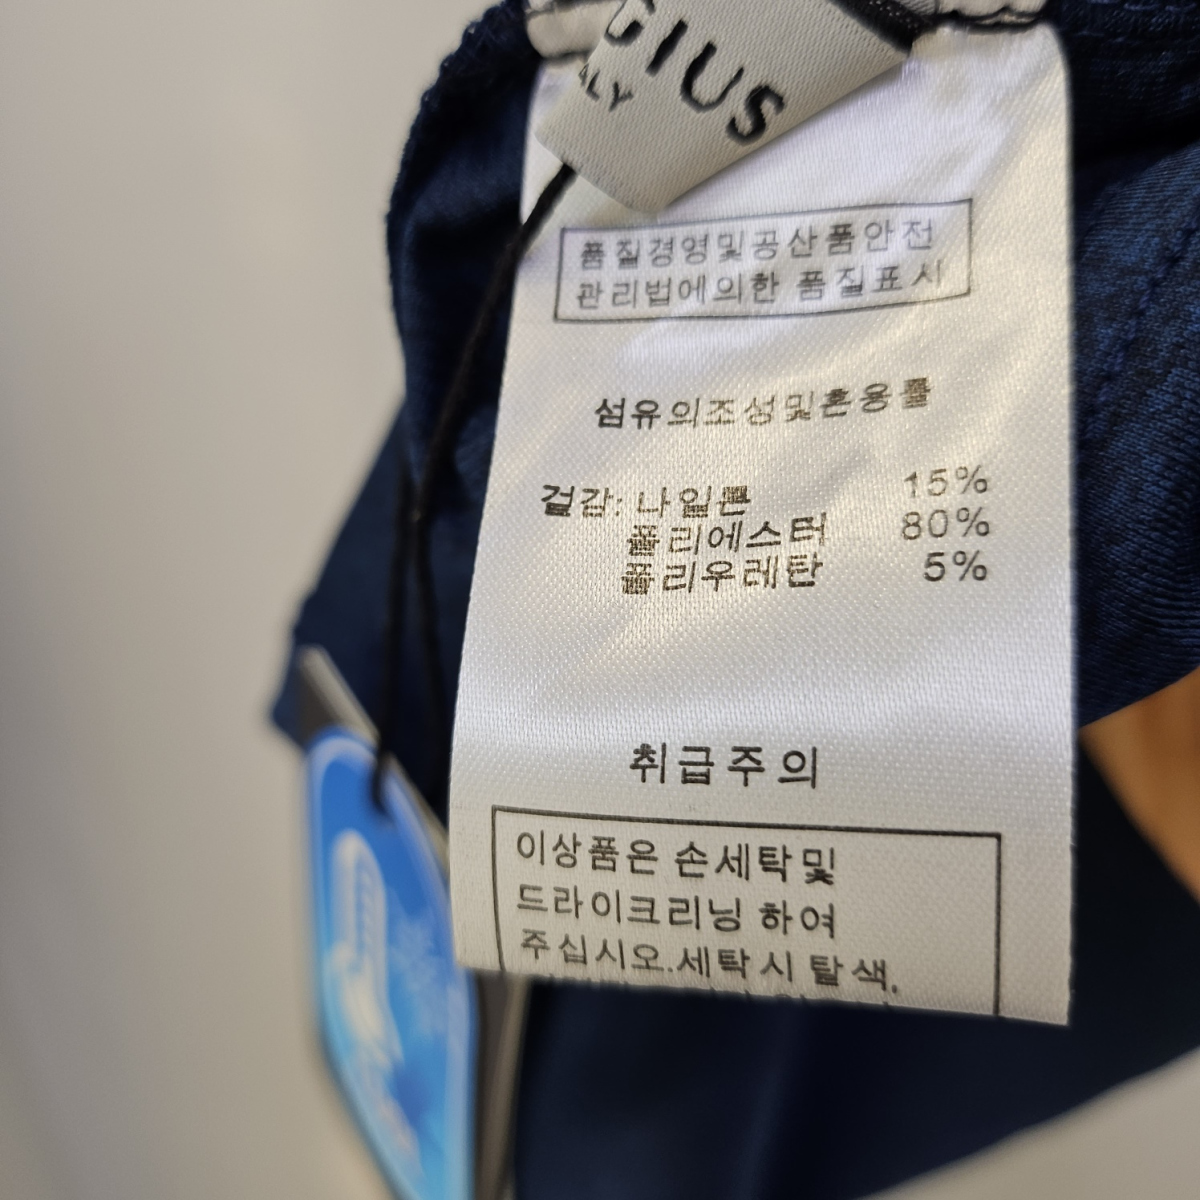 GIUS
ALY
품질경영및공산품안전
관리법에의한 품질표시
섬유의조성및혼용률
겉감: 나일론 15%
폴리에스터 80%
폴리우레탄 5%
취급주의
이상품은 손세탁및
드라이크리닝 하여
주십시오.세탁시 탈색,